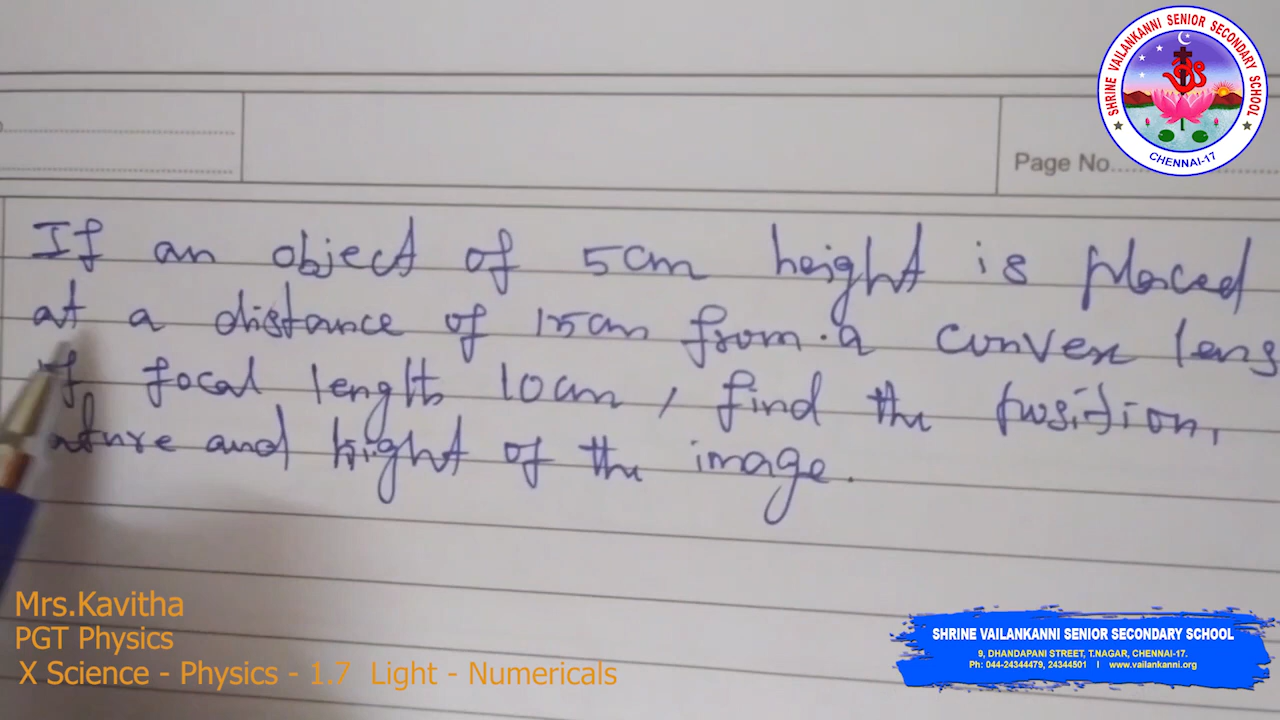 SHRINE VAILANKANNI SENIOR SECONDARY SCHOOL
CHENNAI-17
Page No.
If an object of 5cm height is placed
at a distance of 15cm from a convex lens
of focal length 10cm, find the position,
nature and hight of the image.
Mrs.Kavitha
PGT Physics
X Science - Physics - 1.7 Light - Numericals
SHRINE VAILANKANNI SENIOR SECONDARY SCHOOL
9, DHANDAPANI STREET, T.NAGAR, CHENNAI-17.
Ph: 044-24344479, 24344501 I www.vailankanni.org